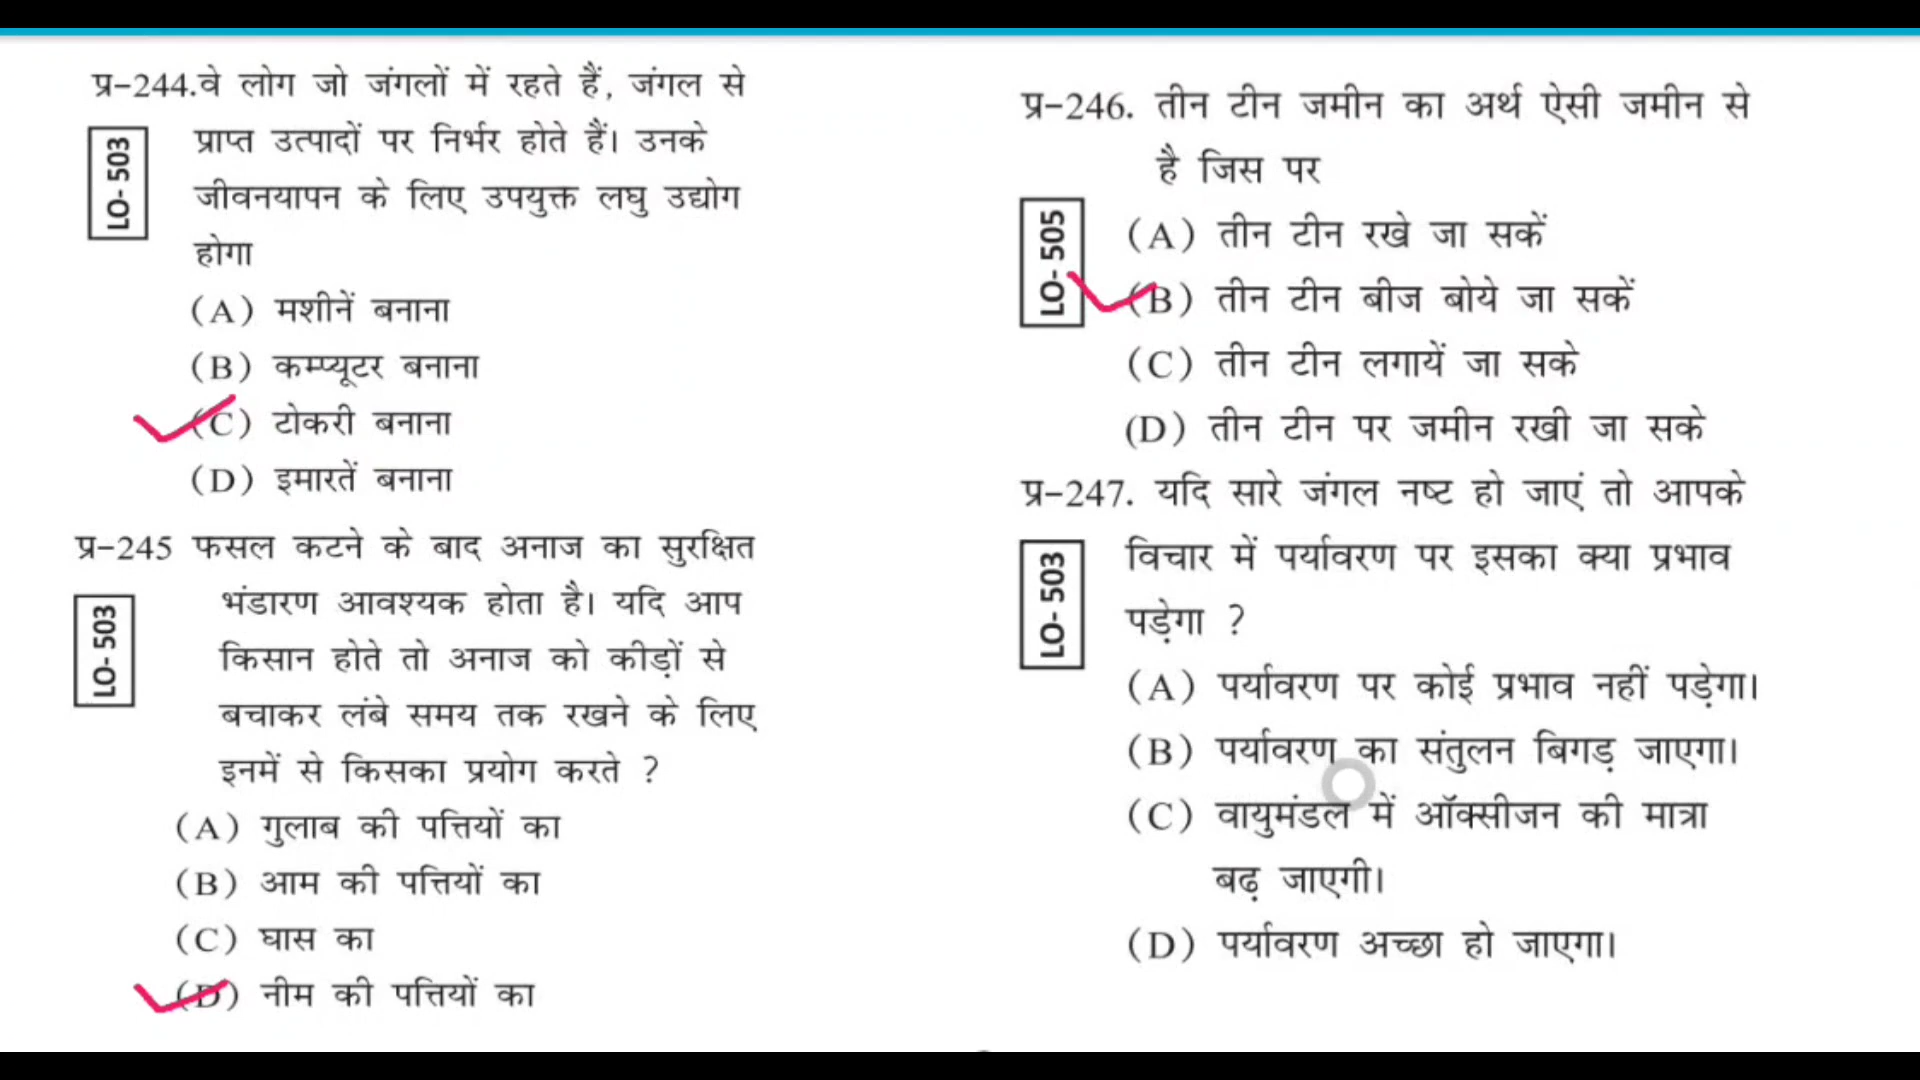 प्र-244.वे लोग जो जंगलों में रहते हैं, जंगल से
LO- 503
प्राप्त उत्पादों पर निर्भर होते हैं। उनके
जीवनयापन के लिए उपयुक्त लघु उद्योग
होगा
(A) मशीनें बनाना
(B) कम्प्यूटर बनाना
(C) टोकरी बनाना
(D) इमारतें बनाना
प्र-245 फसल कटने के बाद अनाज का सुरक्षित
LO- 503
भंडारण आवश्यक होता है। यदि आप
किसान होते तो अनाज को कीड़ों से
बचाकर लंबे समय तक रखने के लिए
इनमें से किसका प्रयोग करते ?
(A) गुलाब की पत्तियों का
(B) आम की पत्तियों का
(C) घास का
(D) नीम की पत्तियों का
प्र-246. तीन टीन जमीन का अर्थ ऐसी जमीन से
है जिस पर
LO- 505
(A) तीन टीन रखे जा सकें
(B) तीन टीन बीज बोये जा सकें
(C) तीन टीन लगायें जा सके
(D) तीन टीन पर जमीन रखी जा सके
प्र-247. यदि सारे जंगल नष्ट हो जाएं तो आपके
LO- 503
विचार में पर्यावरण पर इसका क्या प्रभाव
पड़ेगा ?
(A) पर्यावरण पर कोई प्रभाव नहीं पड़ेगा।
(B) पर्यावरण का संतुलन बिगड़ जाएगा।
(C) वायुमंडल में ऑक्सीजन की मात्रा
बढ़ जाएगी।
(D) पर्यावरण अच्छा हो जाएगा।